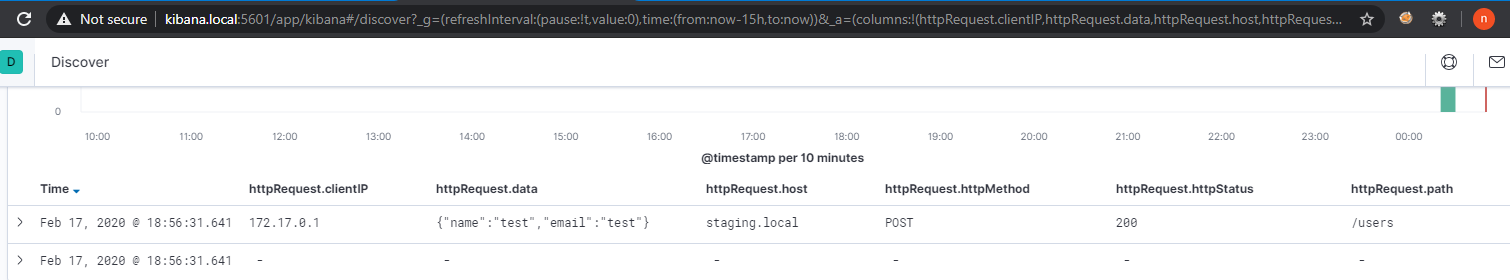 Not secure | kibana.local:5601/app/kibana#/discover?_g=(refreshInterval:(pause:!t,value:0),time:(from:now-15h,to:now))&_a=(columns:!(httpRequest.clientIP,httpRequest.data,httpRequest.host,httpReques... n
D Discover
0
10:00 11:00 12:00 13:00 14:00 15:00 16:00 17:00 18:00 19:00 20:00 21:00 22:00 23:00 00:00
@timestamp per 10 minutes
Time httpRequest.clientIP httpRequest.data httpRequest.host httpRequest.httpMethod httpRequest.httpStatus httpRequest.path
> Feb 17, 2020 @ 18:56:31.641 172.17.0.1 {"name":"test","email":"test"} staging.local POST 200 /users
> Feb 17, 2020 @ 18:56:31.641 - - - - - -